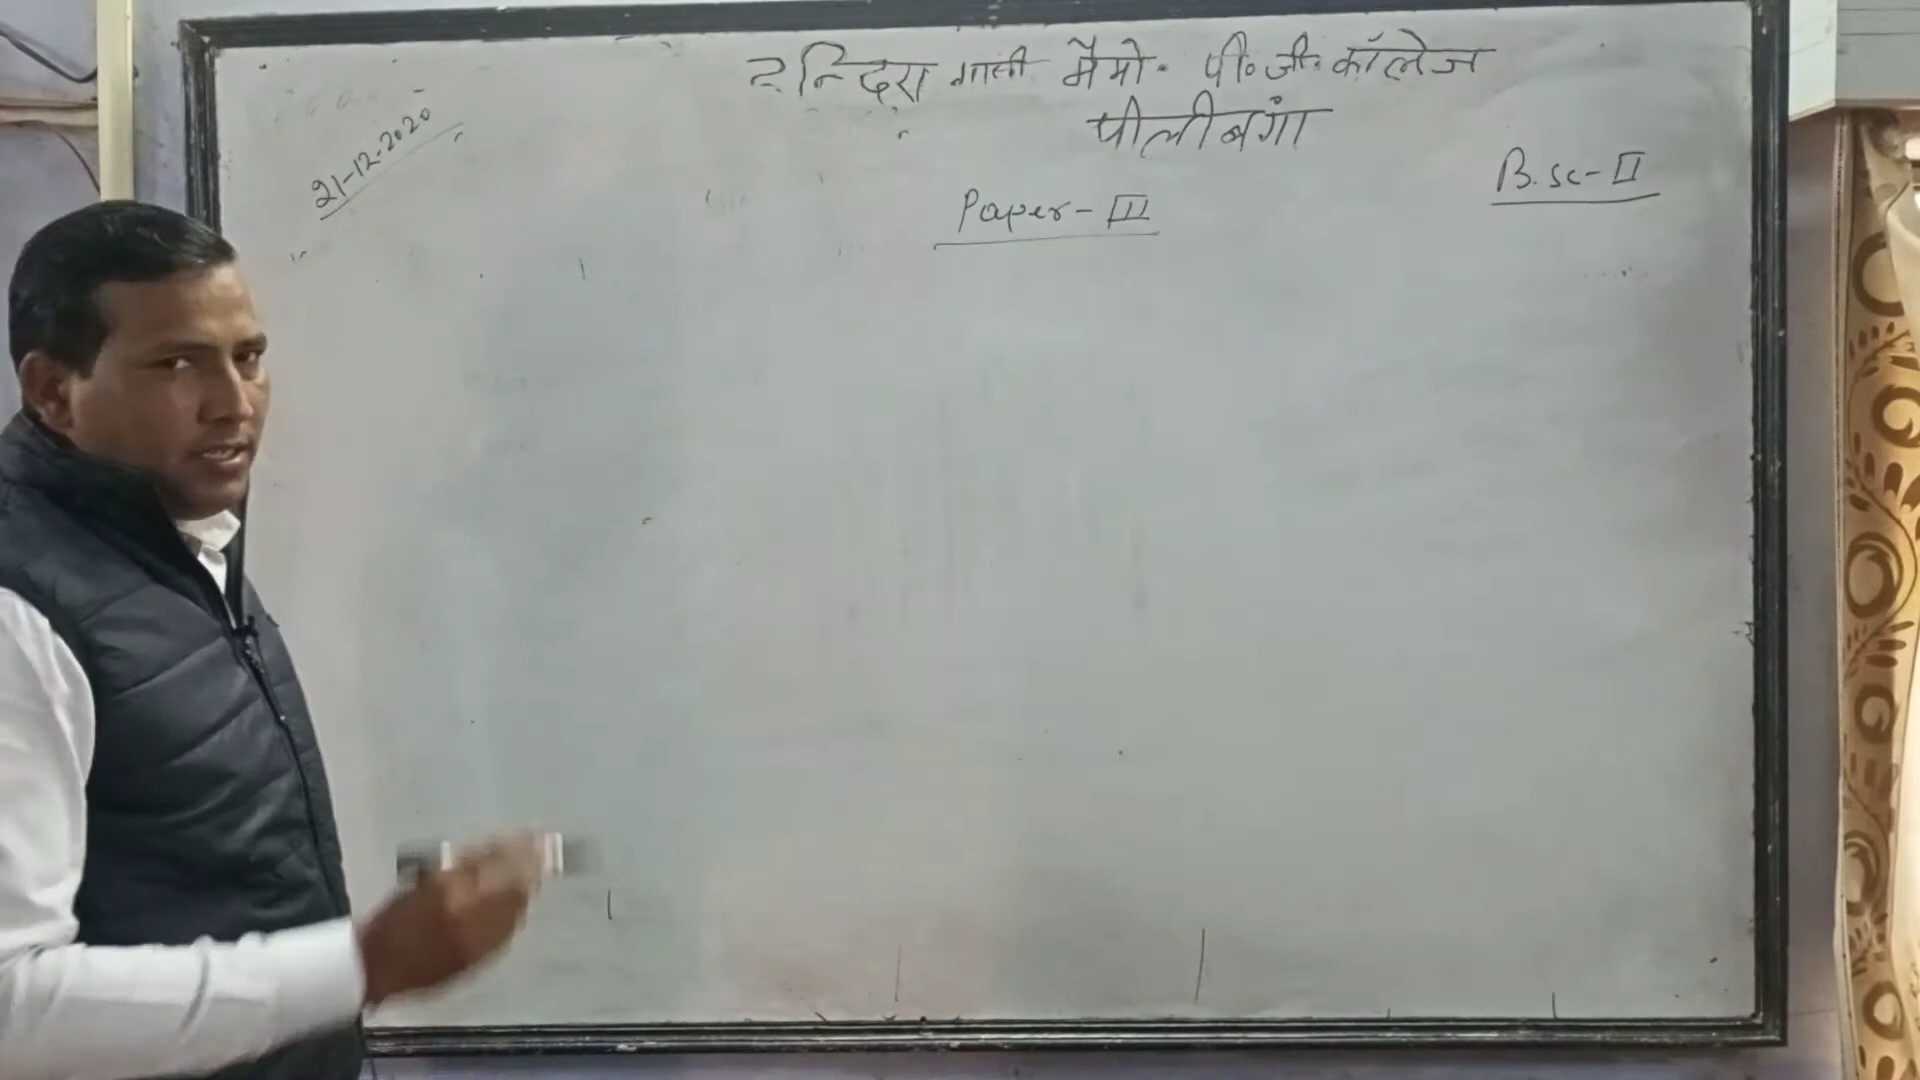 इन्दिरा गान्धी मैमो. पी॰ जी॰ कॉलेज
पीलीबंगा
21-12-2020
B.Sc-II
Paper-III